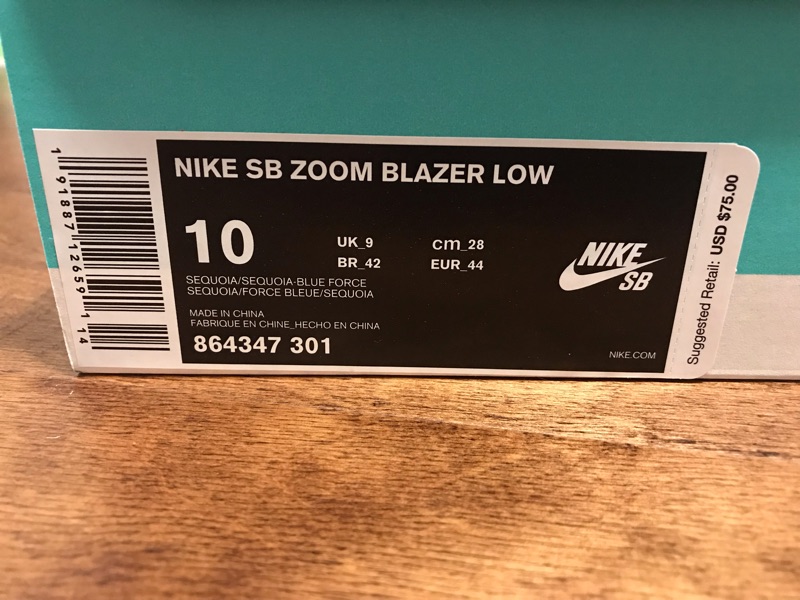 NIKE SB ZOOM BLAZER LOW
10
UK_9 cm_28
BR_42 EUR_44
SEQUOIA/SEQUOIA-BLUE FORCE
SEQUOIA/FORCE BLEUE/SEQUOIA
MADE IN CHINA
FABRIQUE EN CHINE_HECHO EN CHINA
864347 301
NIKE
SB
NIKE.COM
Suggested Retail: USD $75.00
1 91887 12659 1 14